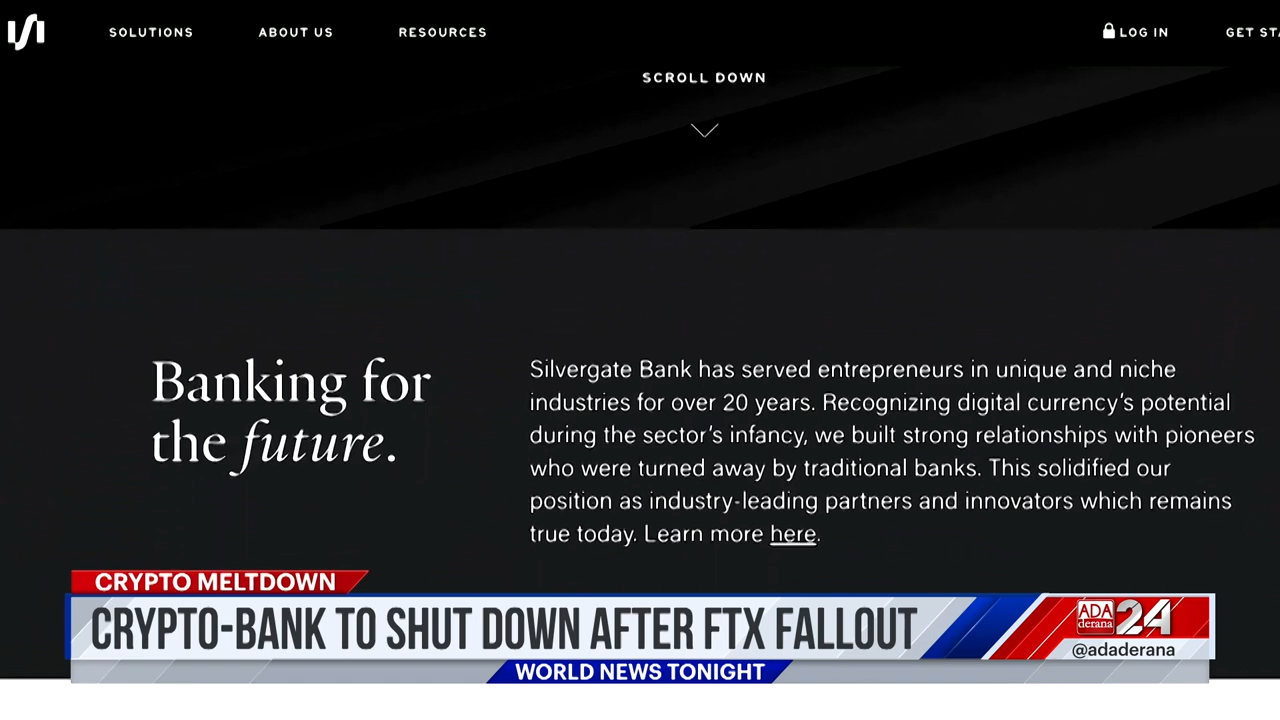 SOLUTIONS
ABOUT US
RESOURCES
LOG IN
GET STA
SCROLL DOWN
Banking for
the future.
Silvergate Bank has served entrepreneurs in unique and niche
industries for over 20 years. Recognizing digital currency's potential
during the sector's infancy, we built strong relationships with pioneers
who were turned away by traditional banks. This solidified our
position as industry-leading partners and innovators which remains
true today. Learn more here.
CRYPTO MELTDOWN
CRYPTO-BANK TO SHUT DOWN AFTER FTX FALLOUT
ADA
derana
24
@adaderana
WORLD NEWS TONIGHT